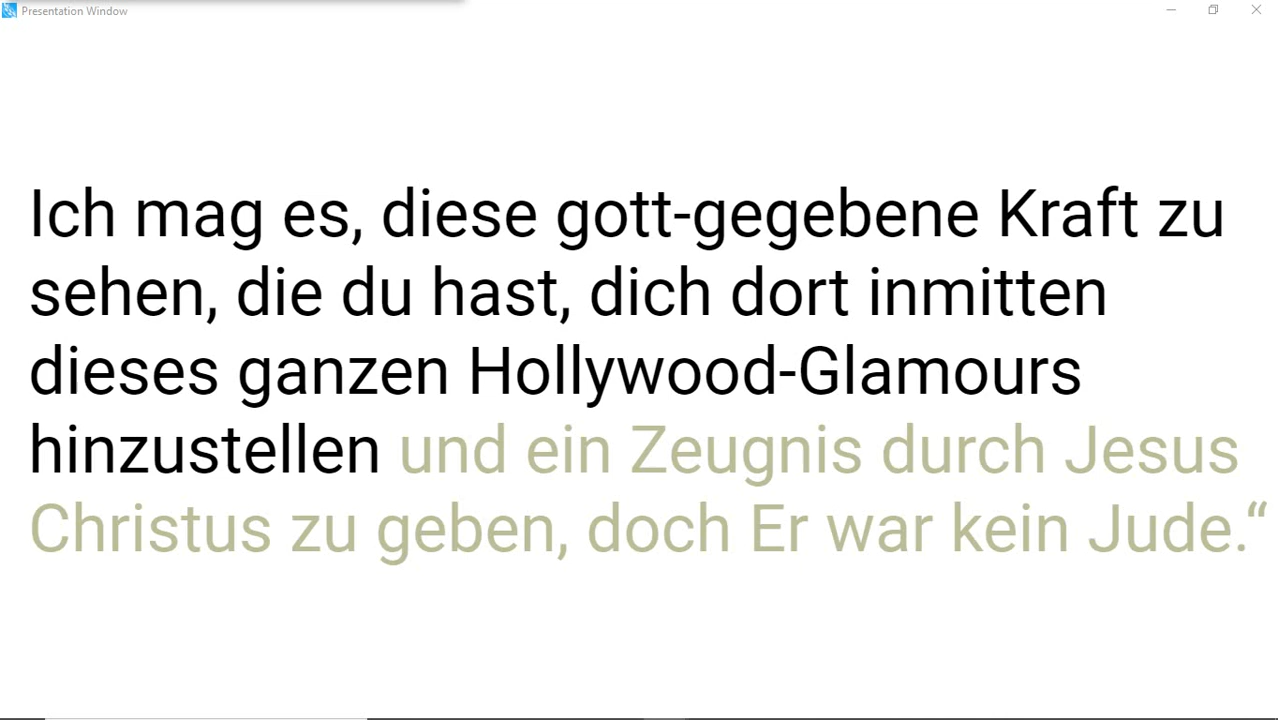 Presentation Window
Ich mag es, diese gott-gegebene Kraft zu
sehen, die du hast, dich dort inmitten
dieses ganzen Hollywood-Glamours
hinzustellen und ein Zeugnis durch Jesus
Christus zu geben, doch Er war kein Jude.“